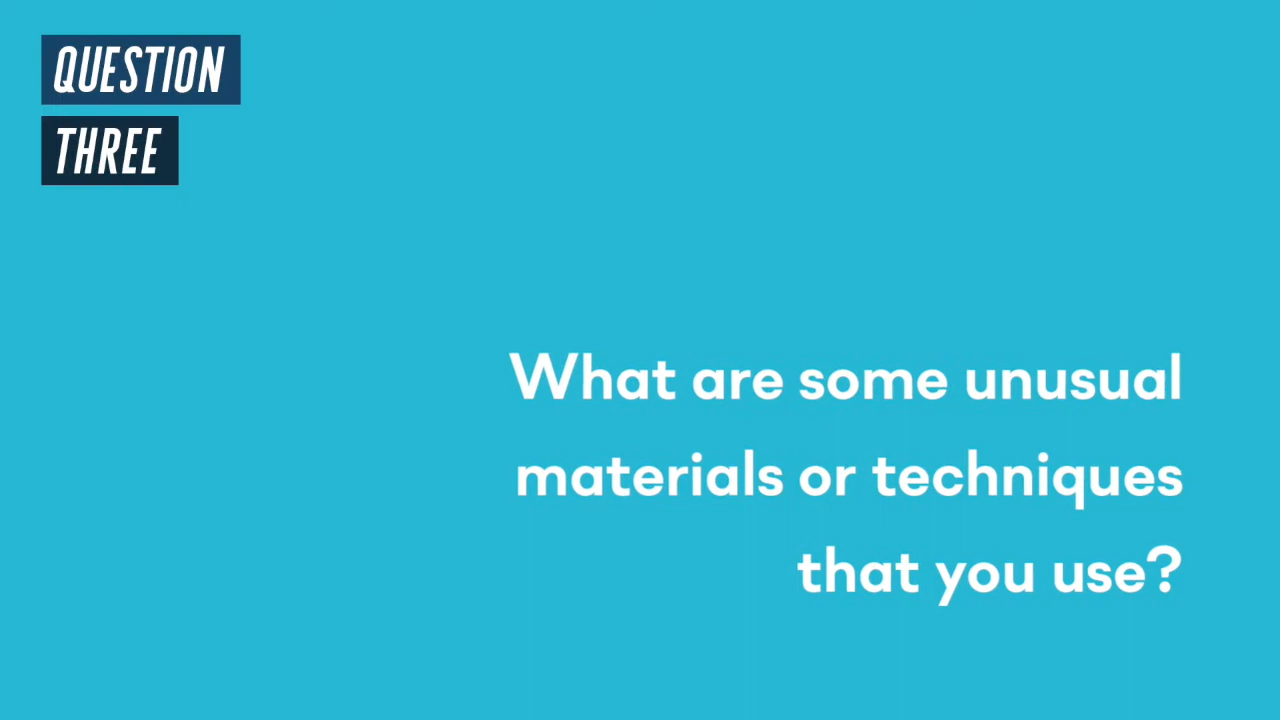 QUESTION
THREE
What are some unusual
materials or techniques
that you use?